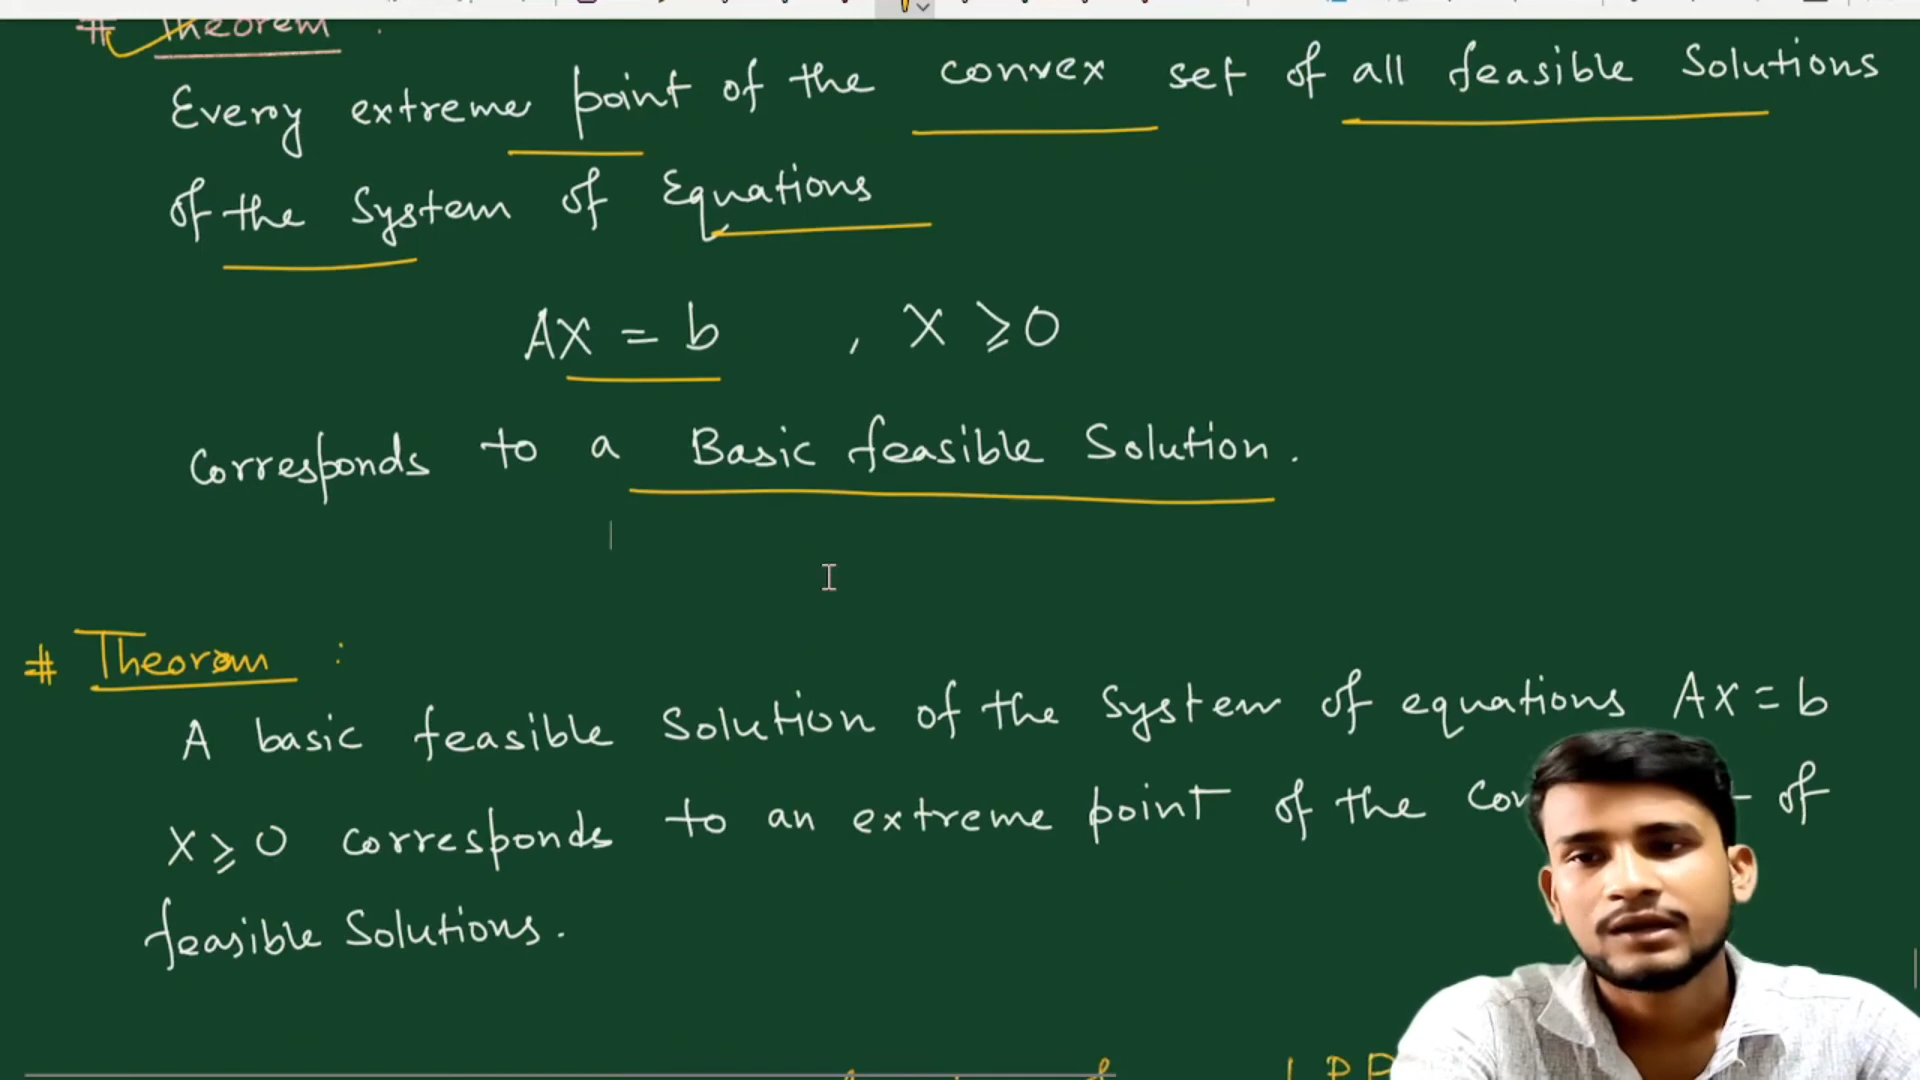 # Theorem :
Every extreme point of the convex set of all feasible Solutions
of the System of Equations
AX = b , X ⩾ 0
Corresponds to a Basic feasible Solution.
# Theorem :
A basic feasible Solution of the System of equations AX = b
X ⩾ 0 corresponds to an extreme point of the of
feasible Solutions.
LPP